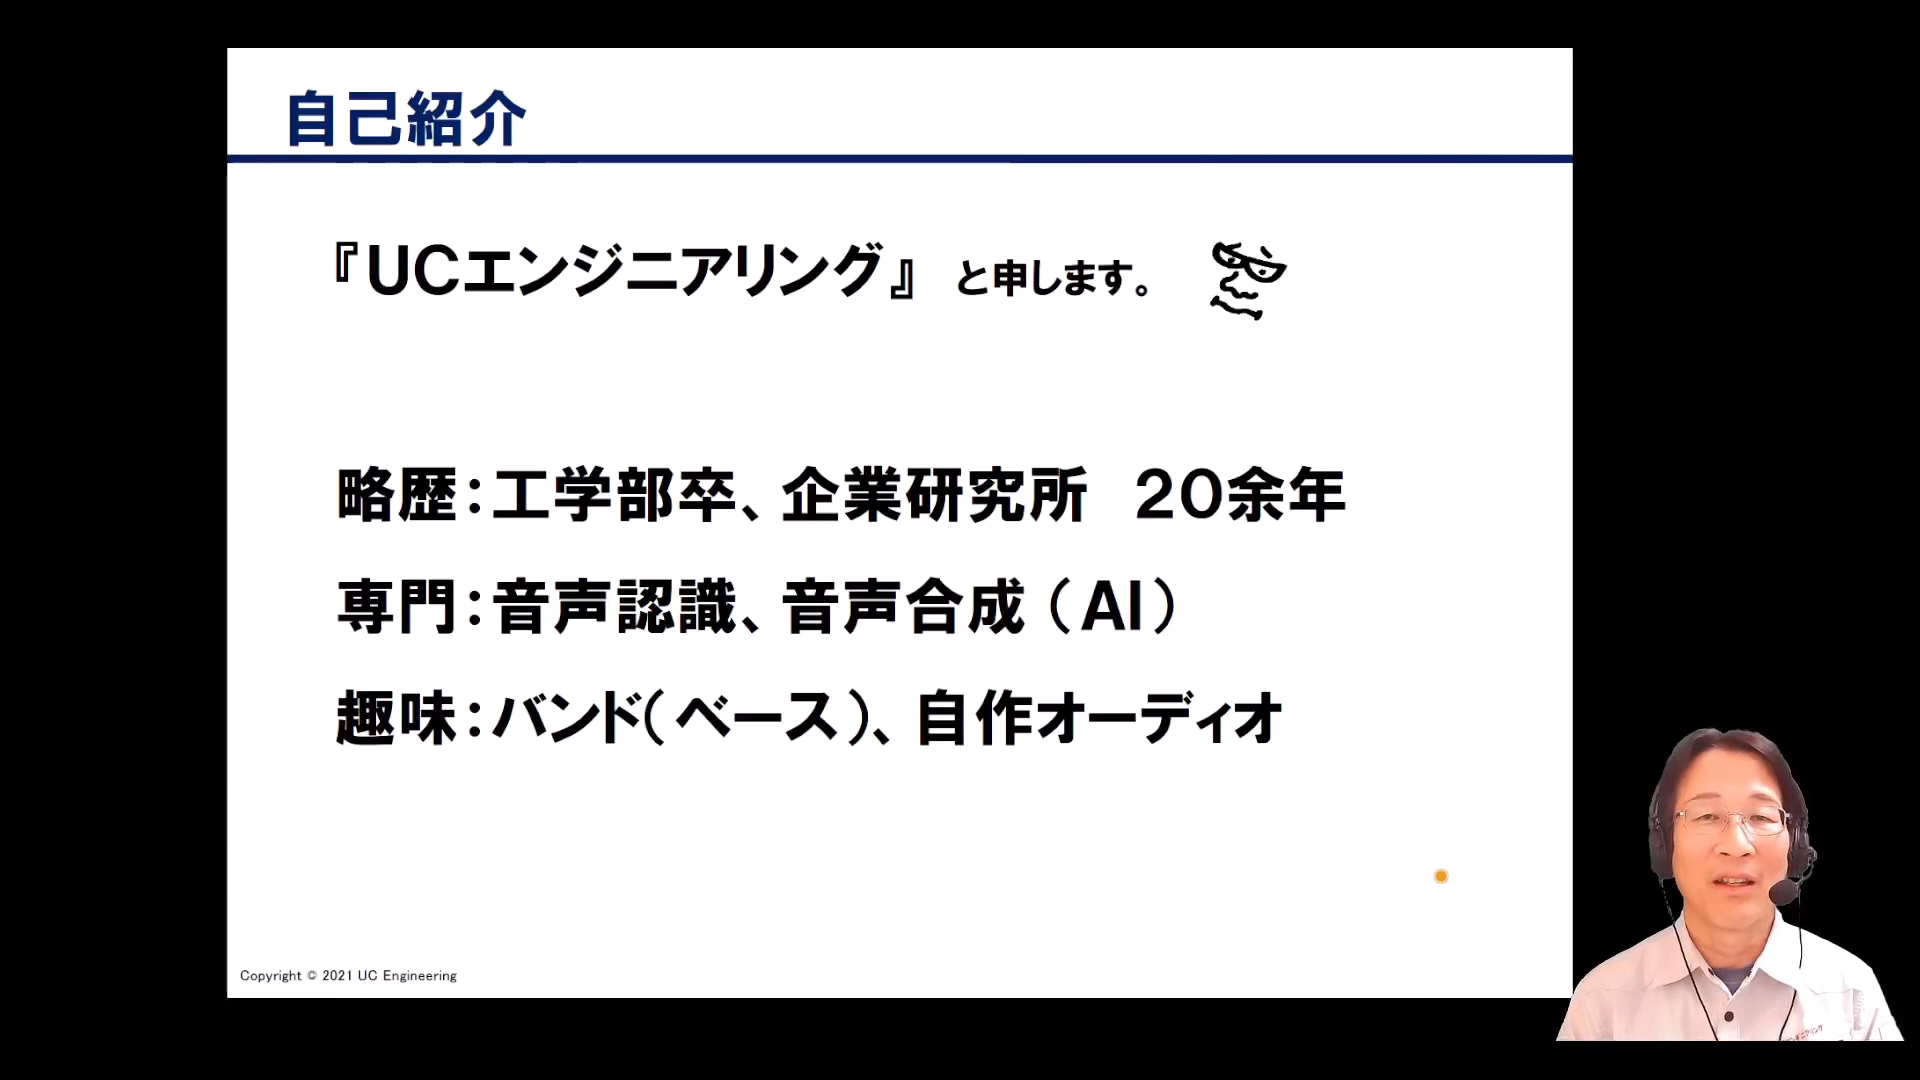 自己紹介
『UCエンジニアリング』 と申します。
略歴：工学部卒、企業研究所　２０余年
専門：音声認識、音声合成（AI）
趣味：バンド（ベース）、自作オーディオ
Copyright © 2021 UC Engineering